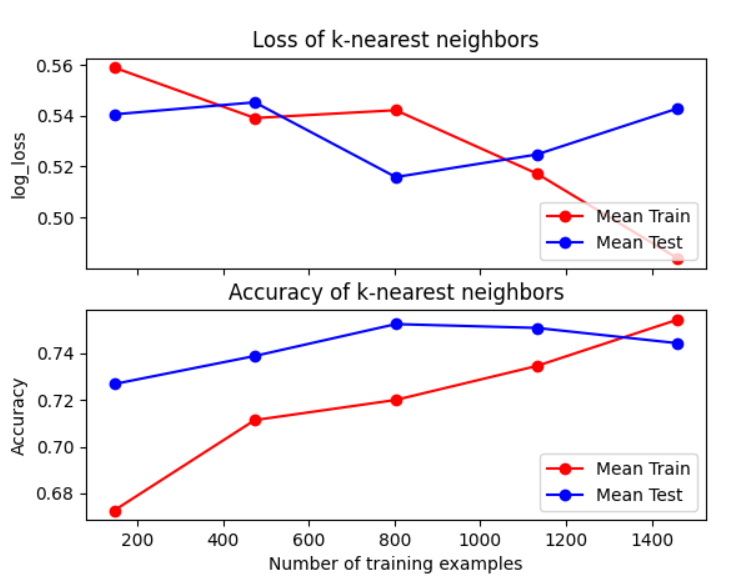 Loss of k-nearest neighbors
0.56
0.54
0.52
0.50
log_loss
Mean Train
Mean Test
Accuracy of k-nearest neighbors
0.74
0.72
0.70
0.68
Accuracy
Mean Train
Mean Test
200 400 600 800 1000 1200 1400
Number of training examples